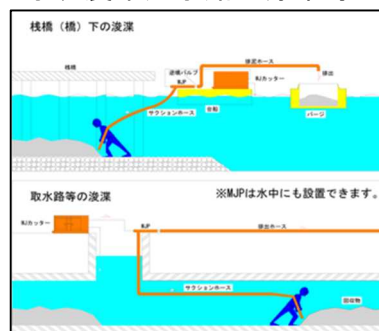 桟橋（橋）下の浚渫
逆噴バルブ
排泥ホース
桟橋
MJP
WJカッター
排出
台船
サクションホース
バージ
取水路等の浚渫
※MJPは水中にも設置できます。
WJカッター
MJP
排出ホース
サクションホース
回収物